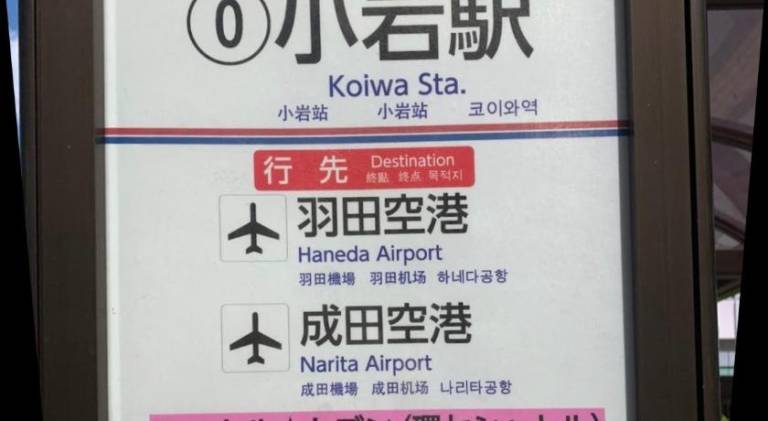 0 小岩駅
Koiwa Sta.
小岩站 小岩站 코이와역
行先 Destination
終點 终点 목적지
羽田空港
Haneda Airport
羽田機場 羽田机场 하네다공항
成田空港
Narita Airport
成田機場 成田机场 나리타공항